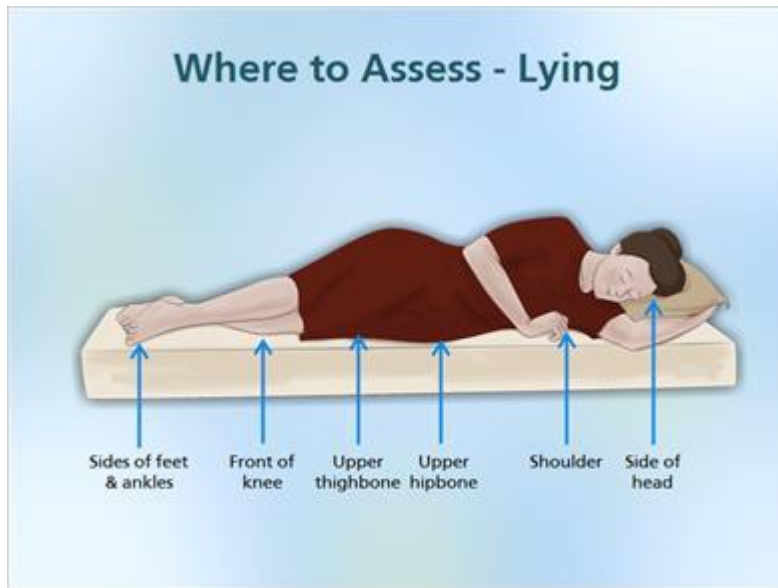 Where to Assess - Lying
Sides of feet
& ankles
Front of
knee
Upper
thighbone
Upper
hipbone
Shoulder
Side of
head